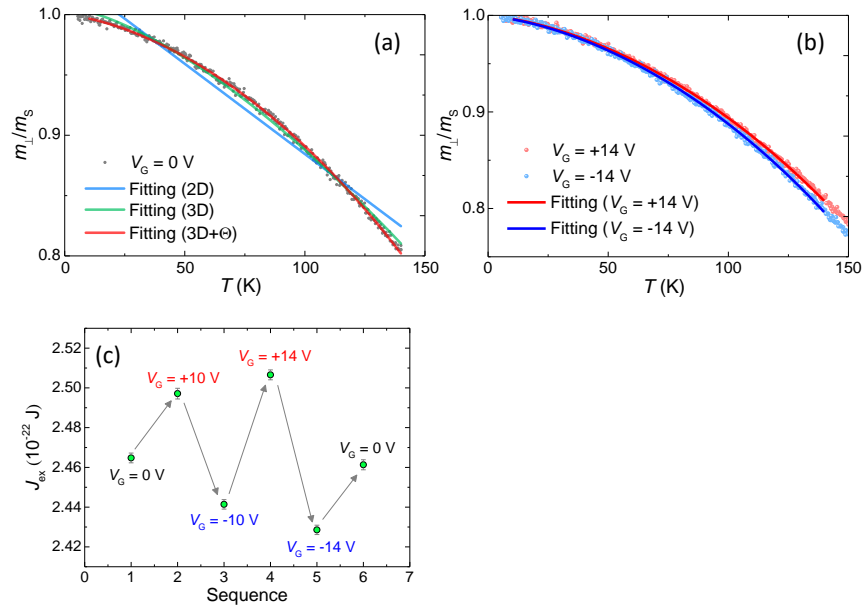 (a)
1.0
0.9
0.8
m⊥/mS
VG = 0 V
Fitting (2D)
Fitting (3D)
Fitting (3D+Θ)
0 50 100 150
T (K)
(b)
1.0
0.9
0.8
m⊥/mS
VG = +14 V
VG = -14 V
Fitting (VG = +14 V)
Fitting (VG = -14 V)
0 50 100 150
T (K)
(c)
2.52
2.50
2.48
2.46
2.44
2.42
Jex (10-22 J)
VG = +14 V
VG = +10 V
VG = 0 V
VG = 0 V
VG = -10 V
VG = -14 V
0 1 2 3 4 5 6 7
Sequence